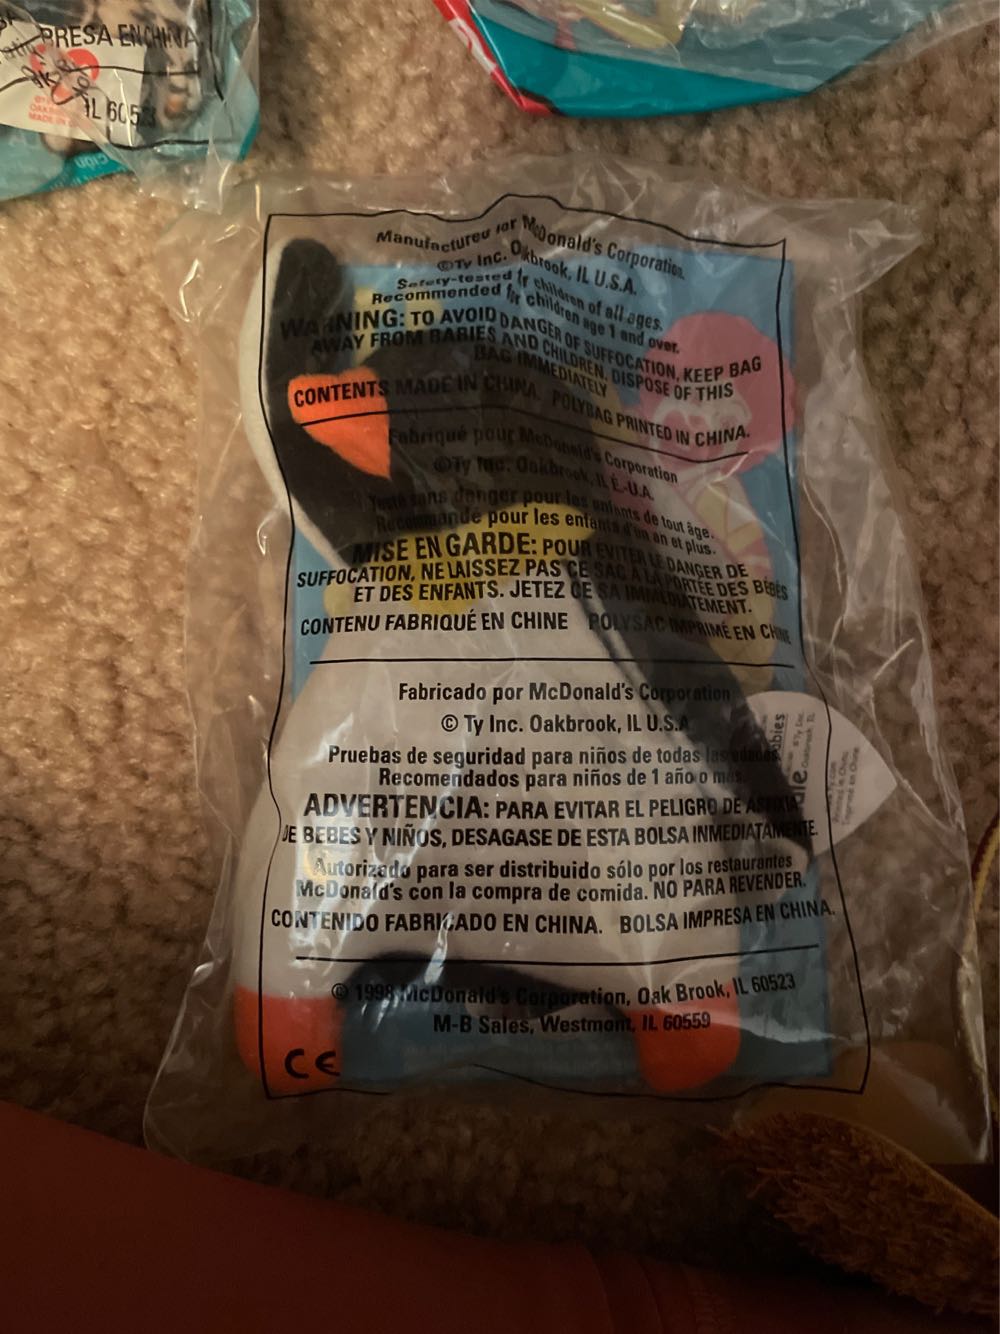 PRESA EN CHINA
IL 6052
Manufactured for McDonald's Corporation
©Ty Inc. Oakbrook, IL U.S.A.
Safety-tested for children of all ages.
Recommended for children age 1 and over.
WARNING: TO AVOID DANGER OF SUFFOCATION, KEEP BAG
AWAY FROM BABIES AND CHILDREN. DISPOSE OF THIS
BAG IMMEDIATELY
CONTENTS MADE IN CHINA. POLYBAG PRINTED IN CHINA.
Fabriqué pour McDonald's Corporation
©Ty Inc. Oakbrook, IL É.-U.A.
Testé sans danger pour les enfants de tout âge.
Recommandé pour les enfants d'un an et plus.
MISE EN GARDE: POUR ÉVITER LE DANGER DE
SUFFOCATION, NE LAISSEZ PAS CE SAC A LA PORTÉE DES BÉBÉS
ET DES ENFANTS. JETEZ CE SA IMMÉDIATEMENT.
CONTENU FABRIQUÉ EN CHINE POLYSAC IMPRIMÉ EN CHINE
Fabricado por McDonald's Corporation
© Ty Inc. Oakbrook, IL U.S.A
Pruebas de seguridad para niños de todas las edades.
Recomendados para niños de 1 año o mas.
ADVERTENCIA: PARA EVITAR EL PELIGRO DE ASFIXIA
DE BEBES Y NIÑOS, DESAGASE DE ESTA BOLSA INMEDIATAMENTE.
Autorizado para ser distribuido sólo por los restaurantes
McDonald's con la compra de comida. NO PARA REVENDER.
CONTENIDO FABRICADO EN CHINA. BOLSA IMPRESA EN CHINA.
© 1998 McDonald's Corporation, Oak Brook, IL 60523
M-B Sales, Westmont, IL 60559
CE